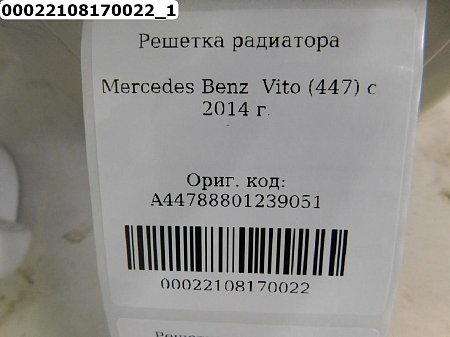 00022108170022_1
Решетка радиатора
Mercedes Benz Vito (447) с
2014 г.
Ориг. код:
A44788801239051
00022108170022